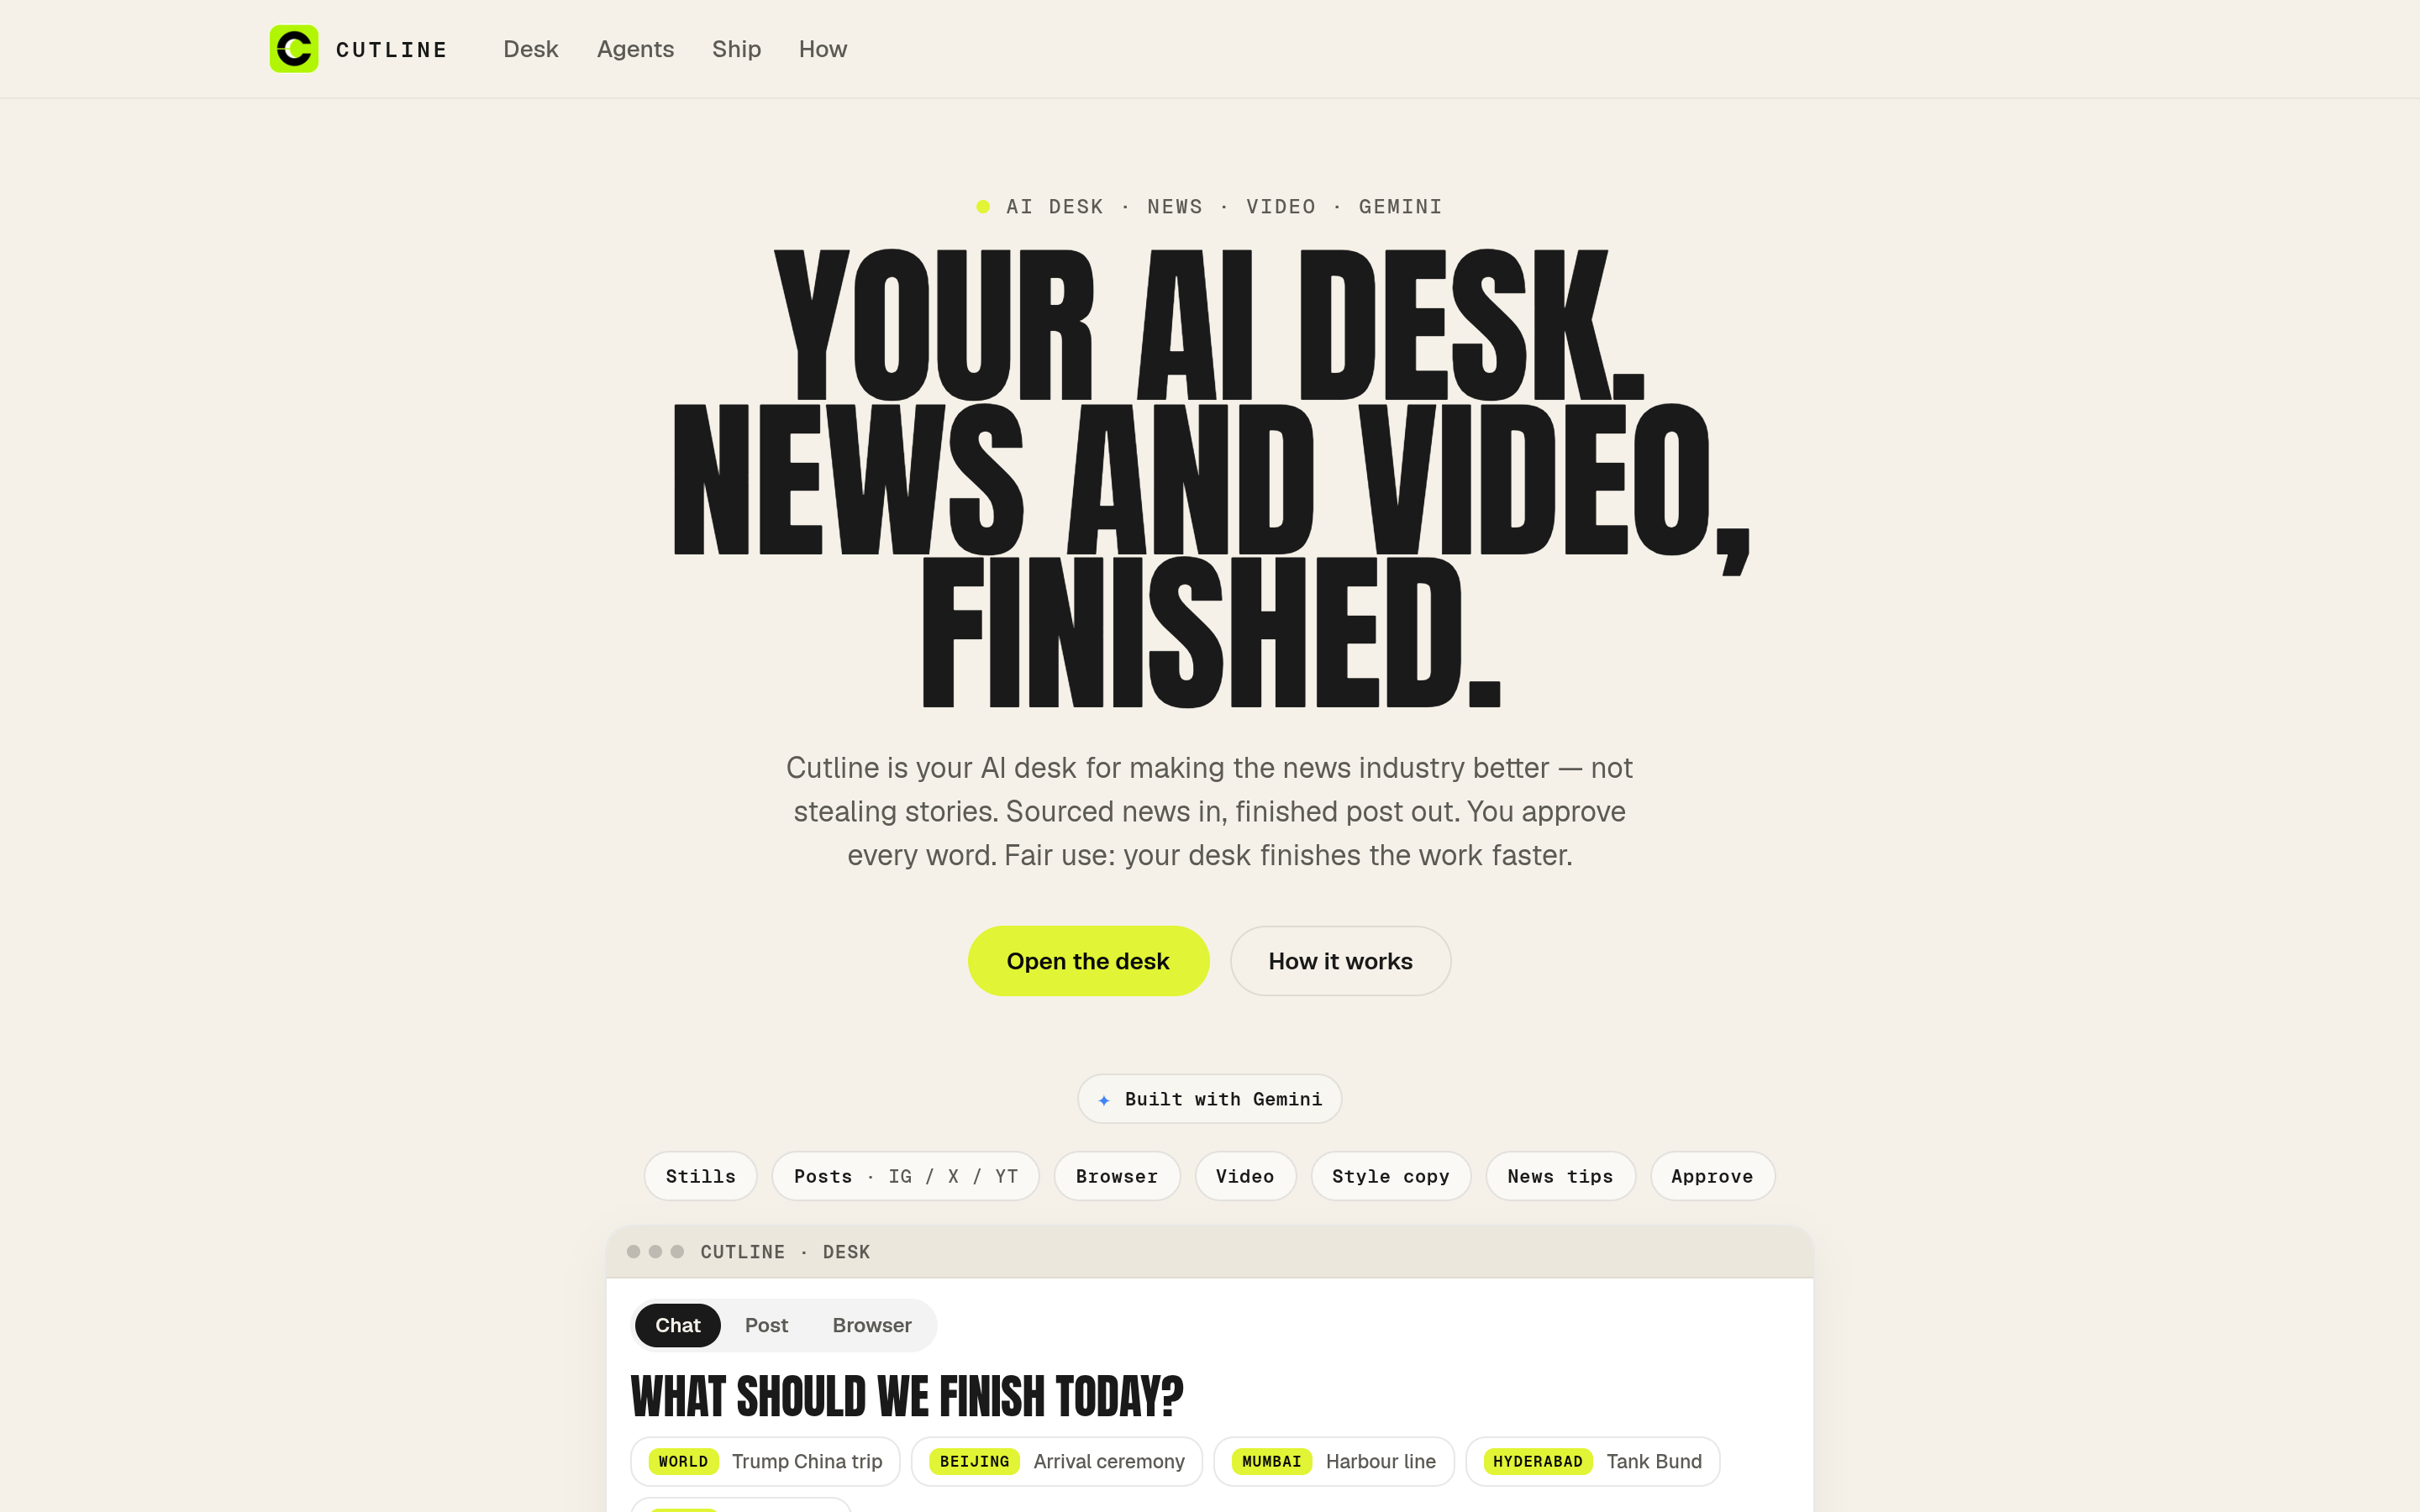 CUTLINE Desk Agents Ship How
AI DESK · NEWS · VIDEO · GEMINI
YOUR AI DESK.
NEWS AND VIDEO,
FINISHED.
Cutline is your AI desk for making the news industry better — not
stealing stories. Sourced news in, finished post out. You approve
every word. Fair use: your desk finishes the work faster.
Open the desk How it works
✦ Built with Gemini
Stills Posts · IG / X / YT Browser Video Style copy News tips Approve
CUTLINE · DESK
Chat Post Browser
WHAT SHOULD WE FINISH TODAY?
WORLD Trump China trip BEIJING Arrival ceremony MUMBAI Harbour line HYDERABAD Tank Bund